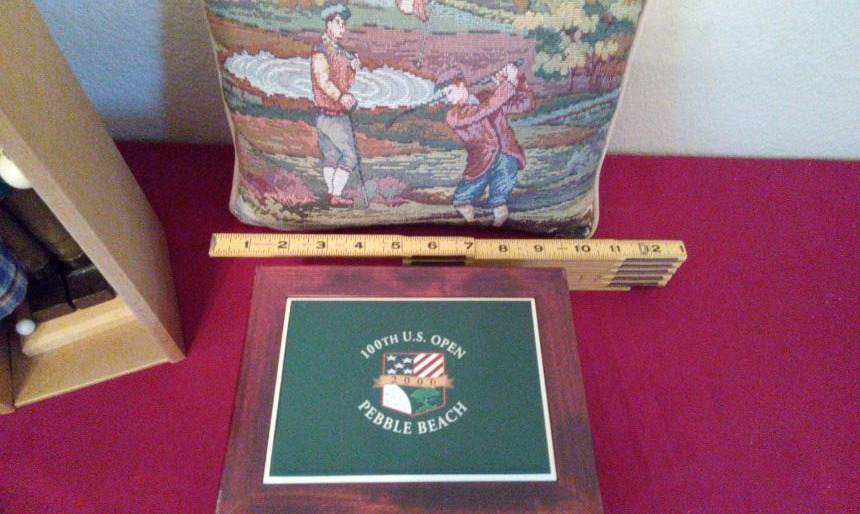 1 2 3 4 5 6 7 8 9 10 11 12 1
100TH U.S. OPEN
2000
PEBBLE BEACH